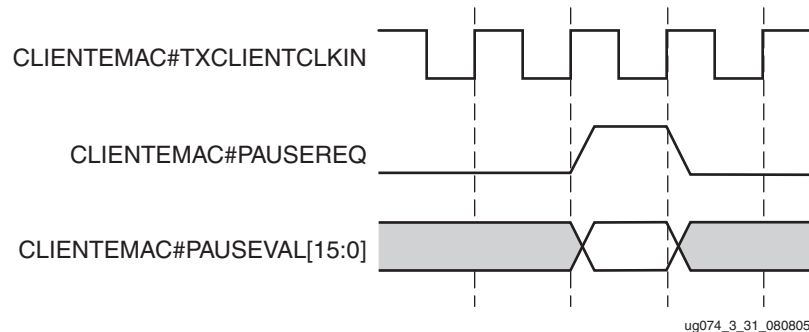 CLIENTEMAC#TXCLIENTCLKIN
CLIENTEMAC#PAUSEREQ
CLIENTEMAC#PAUSEVAL[15:0]
ug074_3_31_080805